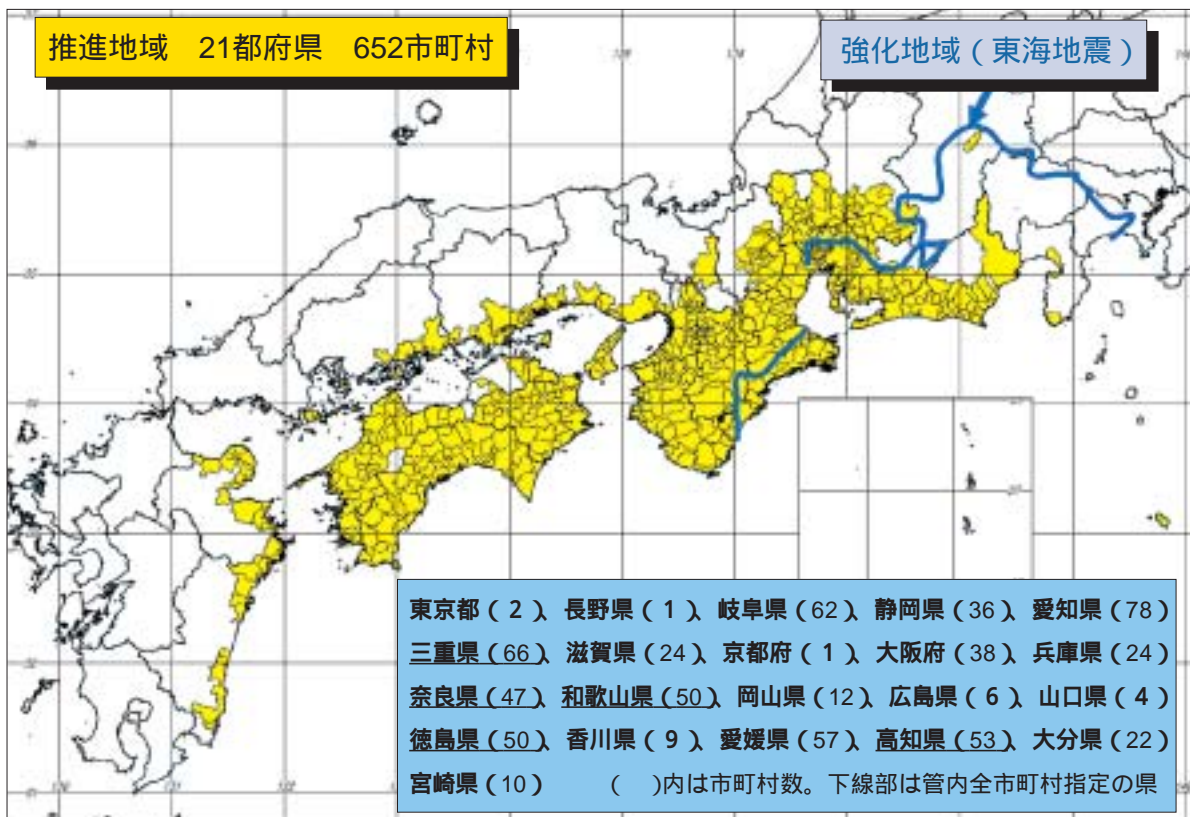 推進地域　21都府県　652市町村
強化地域（東海地震）
東京都（2）、長野県（1）、岐阜県（62）、静岡県（36）、愛知県（78）
三重県（66）、滋賀県（24）、京都府（1）、大阪府（38）、兵庫県（24）
奈良県（47）、和歌山県（50）、岡山県（12）、広島県（6）、山口県（4）
徳島県（50）、香川県（9）、愛媛県（57）、高知県（53）、大分県（22）
宮崎県（10）　　（　）内は市町村数。下線部は管内全市町村指定の県